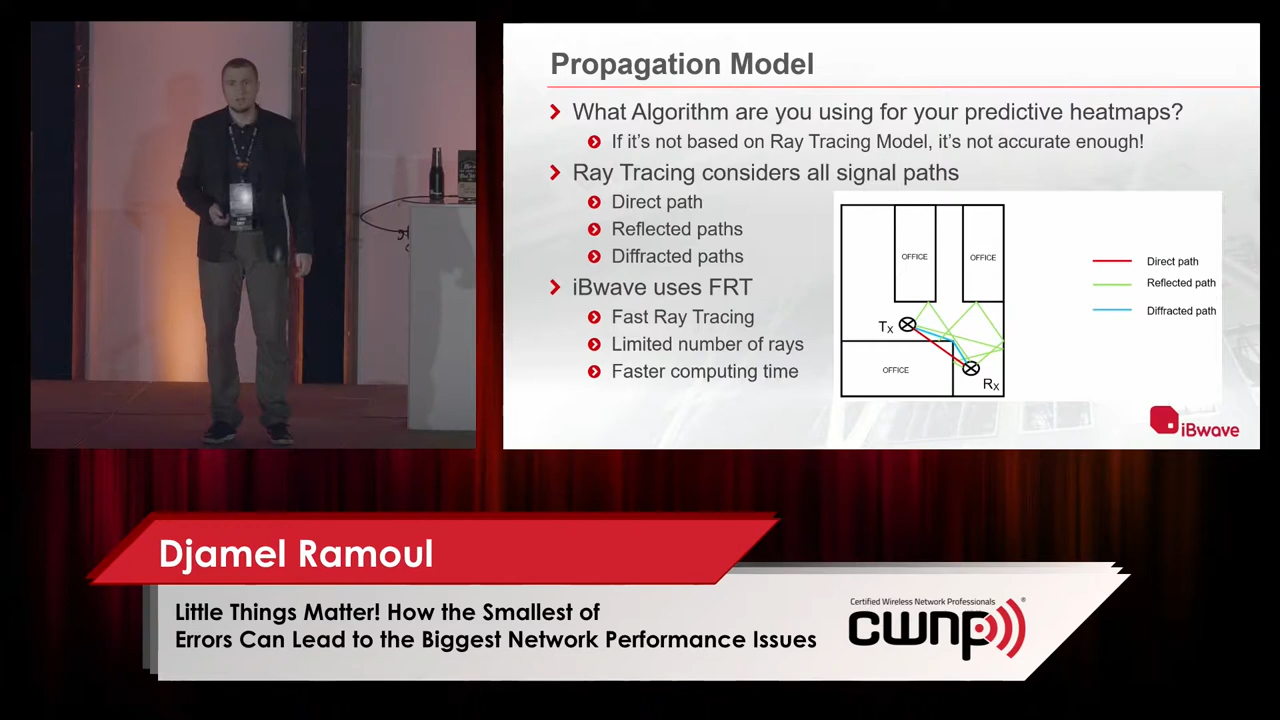 Propagation Model
What Algorithm are you using for your predictive heatmaps?
If it's not based on Ray Tracing Model, it's not accurate enough!
Ray Tracing considers all signal paths
Direct path
Reflected paths
Diffracted paths
iBwave uses FRT
Fast Ray Tracing
Limited number of rays
Faster computing time
OFFICE
OFFICE
TX
OFFICE
RX
Direct path
Reflected path
Diffracted path
iBwave
Djamel Ramoul
Little Things Matter! How the Smallest of
Errors Can Lead to the Biggest Network Performance Issues
Certified Wireless Network Professionals
cwnp®